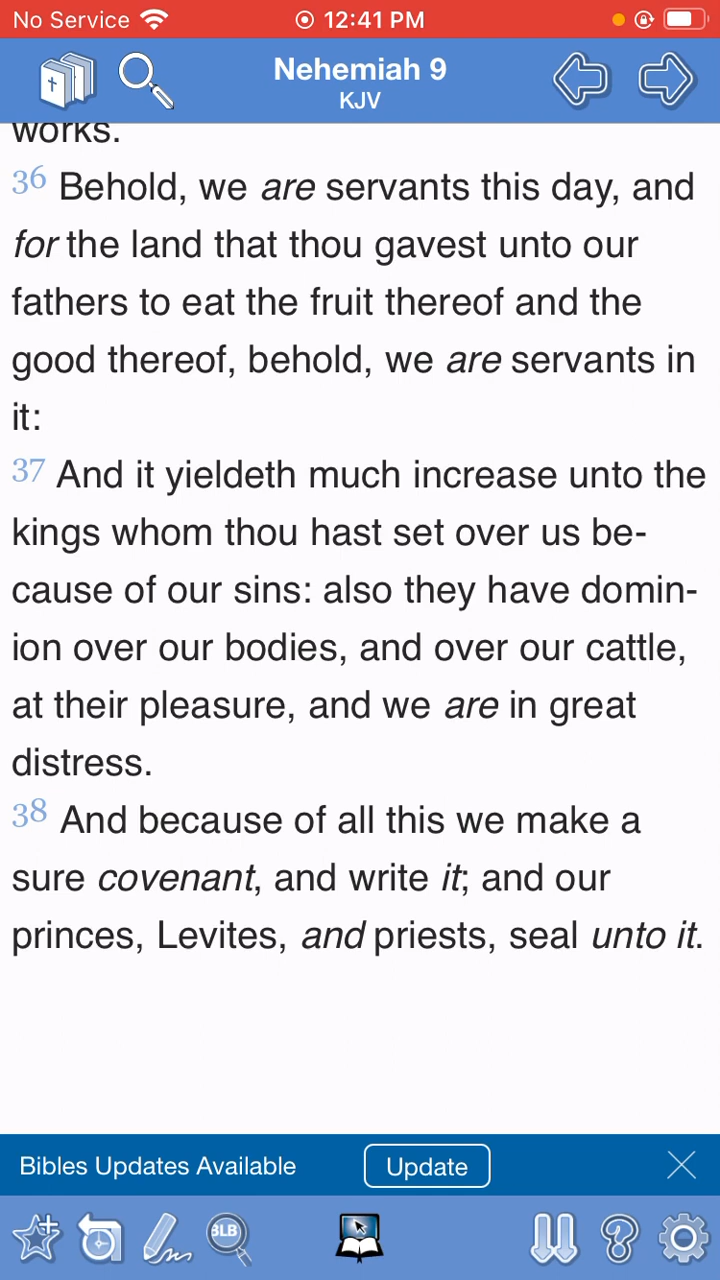 No Service 12:41 PM
Nehemiah 9
KJV
works.
36 Behold, we are servants this day, and
for the land that thou gavest unto our
fathers to eat the fruit thereof and the
good thereof, behold, we are servants in
it:
37 And it yieldeth much increase unto the
kings whom thou hast set over us be-
cause of our sins: also they have domin-
ion over our bodies, and over our cattle,
at their pleasure, and we are in great
distress.
38 And because of all this we make a
sure covenant, and write it; and our
princes, Levites, and priests, seal unto it.
Bibles Updates Available Update
BLB